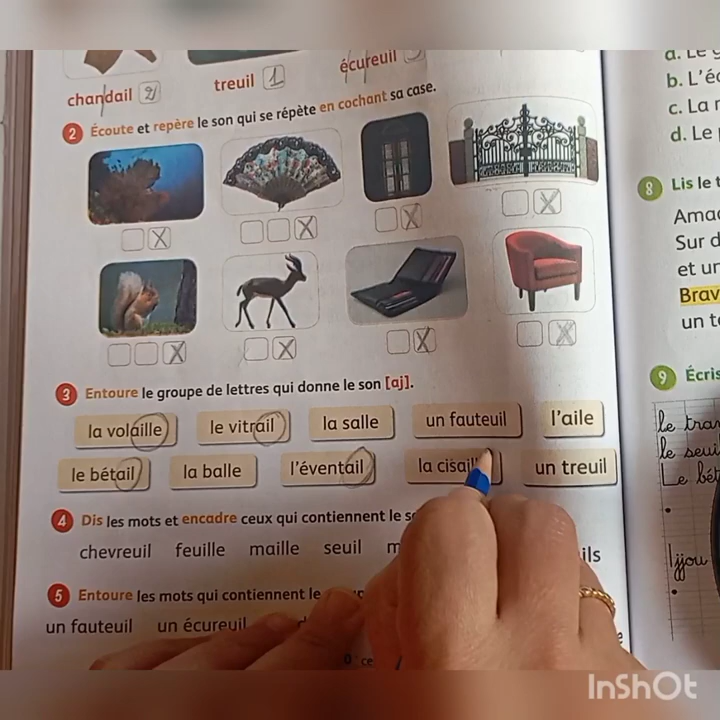 chandail 2
treuil 1
écureuil
2 Écoute et repère le son qui se répète en cochant sa case.
3 Entoure le groupe de lettres qui donne le son [aj].
la volaille
le vitrail
la salle
un fauteuil
l'aile
le bétail
la balle
l'éventail
un treuil
4 Dis les mots et encadre ceux qui contiennent le
chevreuil feuille maille seuil
5 Entoure les mots qui contiennent le
un fauteuil un écureuil
b. L'é
c. La
d. Le
8 Lis le t
Sur d
et un
Brav
un t
9 Écris
le seui
Le bét
InShOt